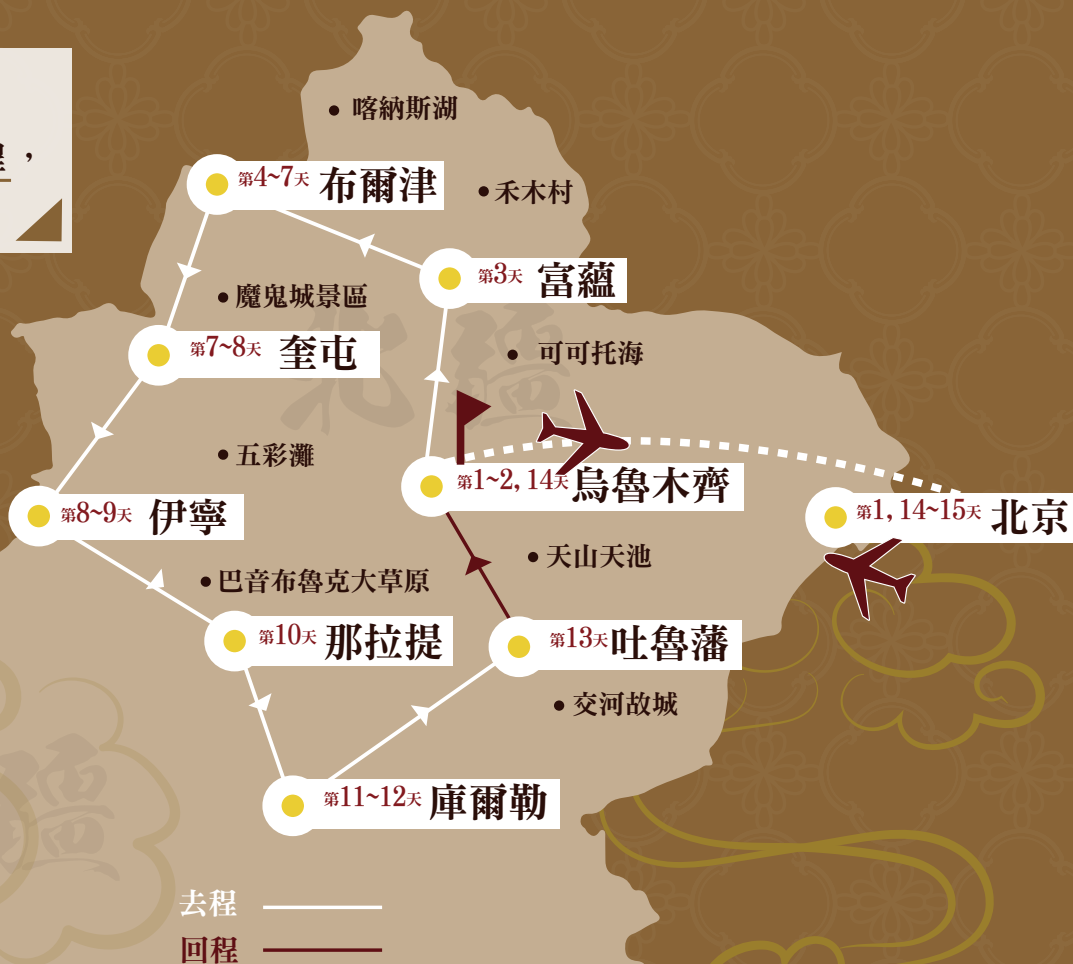 程，
喀納斯湖
第4~7天 布爾津
禾木村
第3天 富蘊
魔鬼城景區
北疆
第7~8天 奎屯
可可托海
五彩灘
第1~2, 14天 烏魯木齊
第8~9天 伊寧
第1, 14~15天 北京
天山天池
巴音布魯克大草原
第10天 那拉提
第13天 吐魯藩
交河故城
疆
第11~12天 庫爾勒
去程
回程